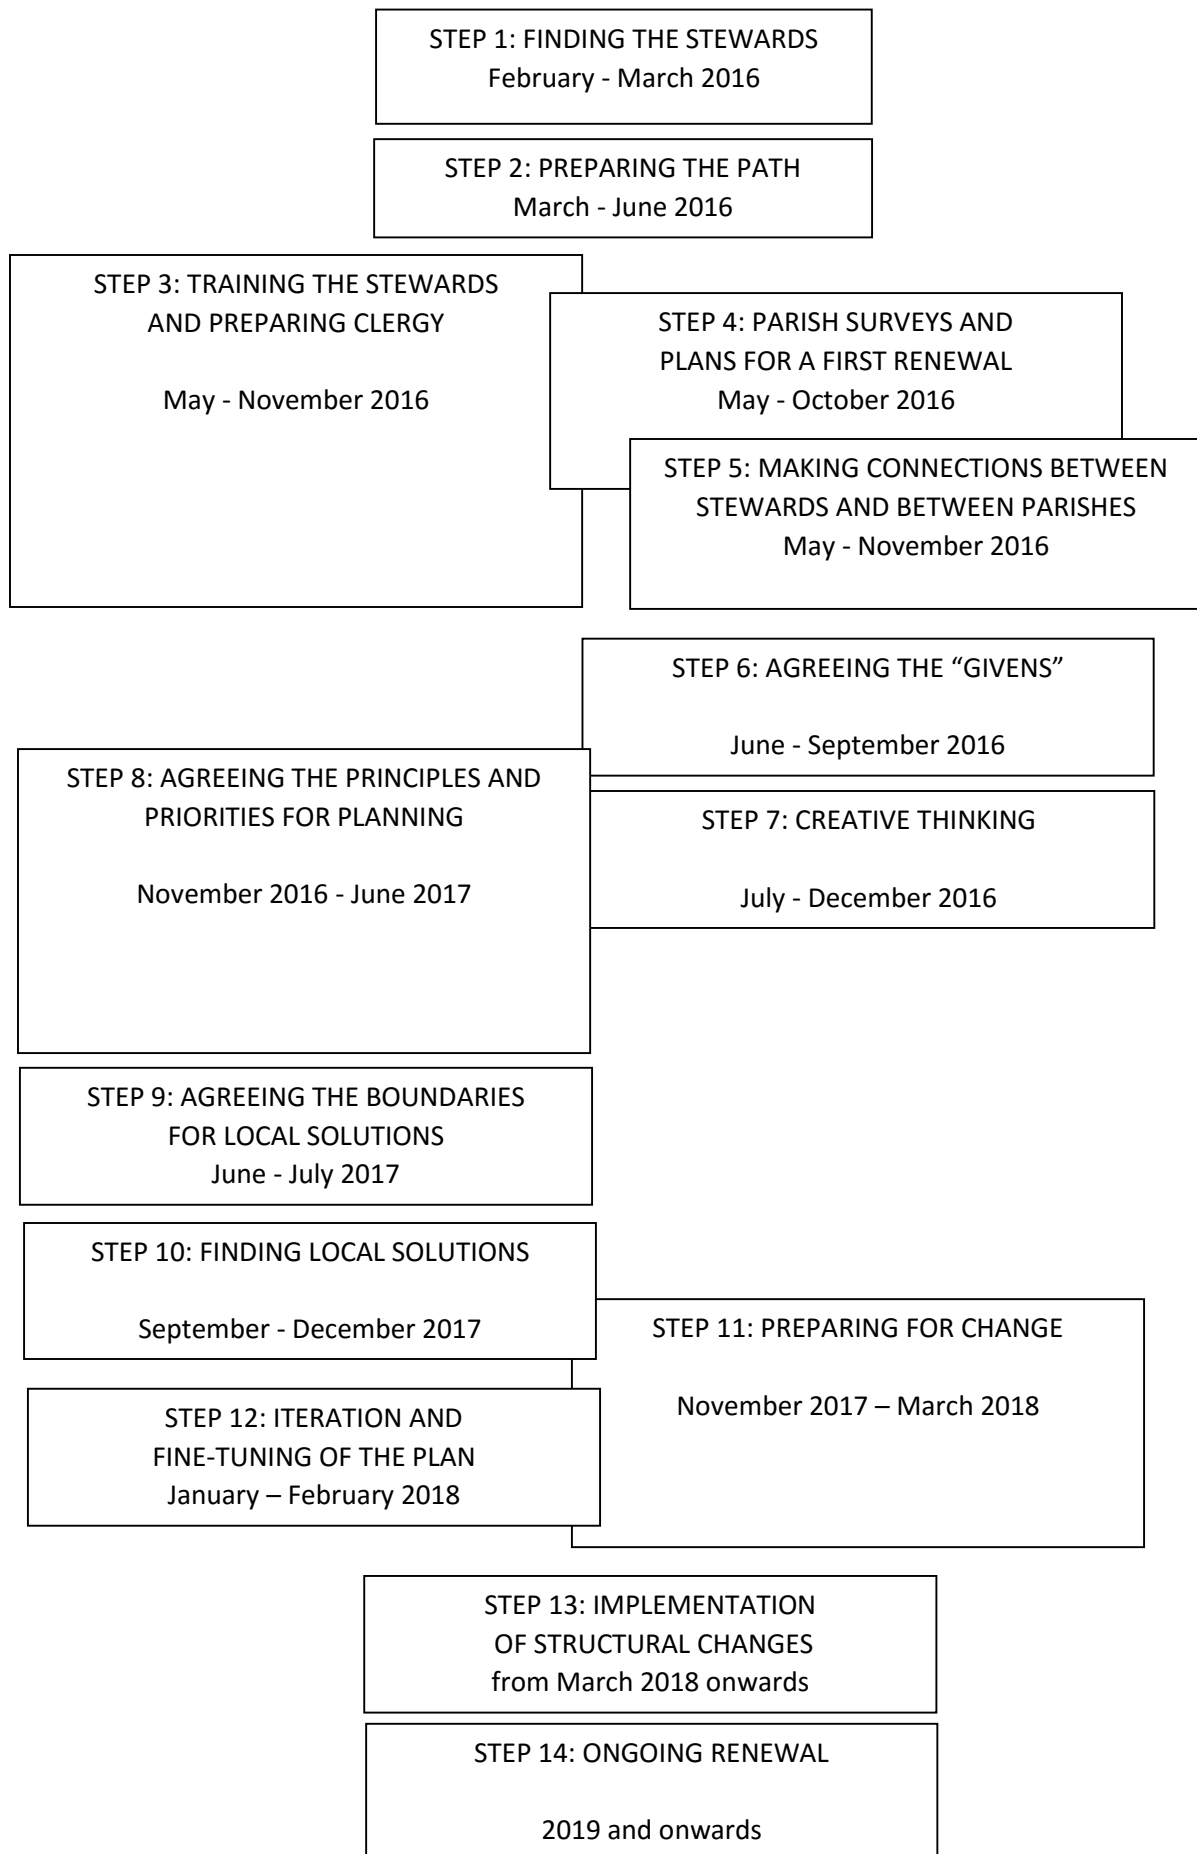 STEP 1: FINDING THE STEWARDS
February - March 2016
STEP 2: PREPARING THE PATH
March - June 2016
STEP 3: TRAINING THE STEWARDS
AND PREPARING CLERGY
May - November 2016
STEP 4: PARISH SURVEYS AND
PLANS FOR A FIRST RENEWAL
May - October 2016
STEP 5: MAKING CONNECTIONS BETWEEN
STEWARDS AND BETWEEN PARISHES
May - November 2016
STEP 6: AGREEING THE “GIVENS”
June - September 2016
STEP 8: AGREEING THE PRINCIPLES AND
PRIORITIES FOR PLANNING
November 2016 - June 2017
STEP 7: CREATIVE THINKING
July - December 2016
STEP 9: AGREEING THE BOUNDARIES
FOR LOCAL SOLUTIONS
June - July 2017
STEP 10: FINDING LOCAL SOLUTIONS
September - December 2017
STEP 11: PREPARING FOR CHANGE
November 2017 – March 2018
STEP 12: ITERATION AND
FINE-TUNING OF THE PLAN
January – February 2018
STEP 13: IMPLEMENTATION
OF STRUCTURAL CHANGES
from March 2018 onwards
STEP 14: ONGOING RENEWAL
2019 and onwards